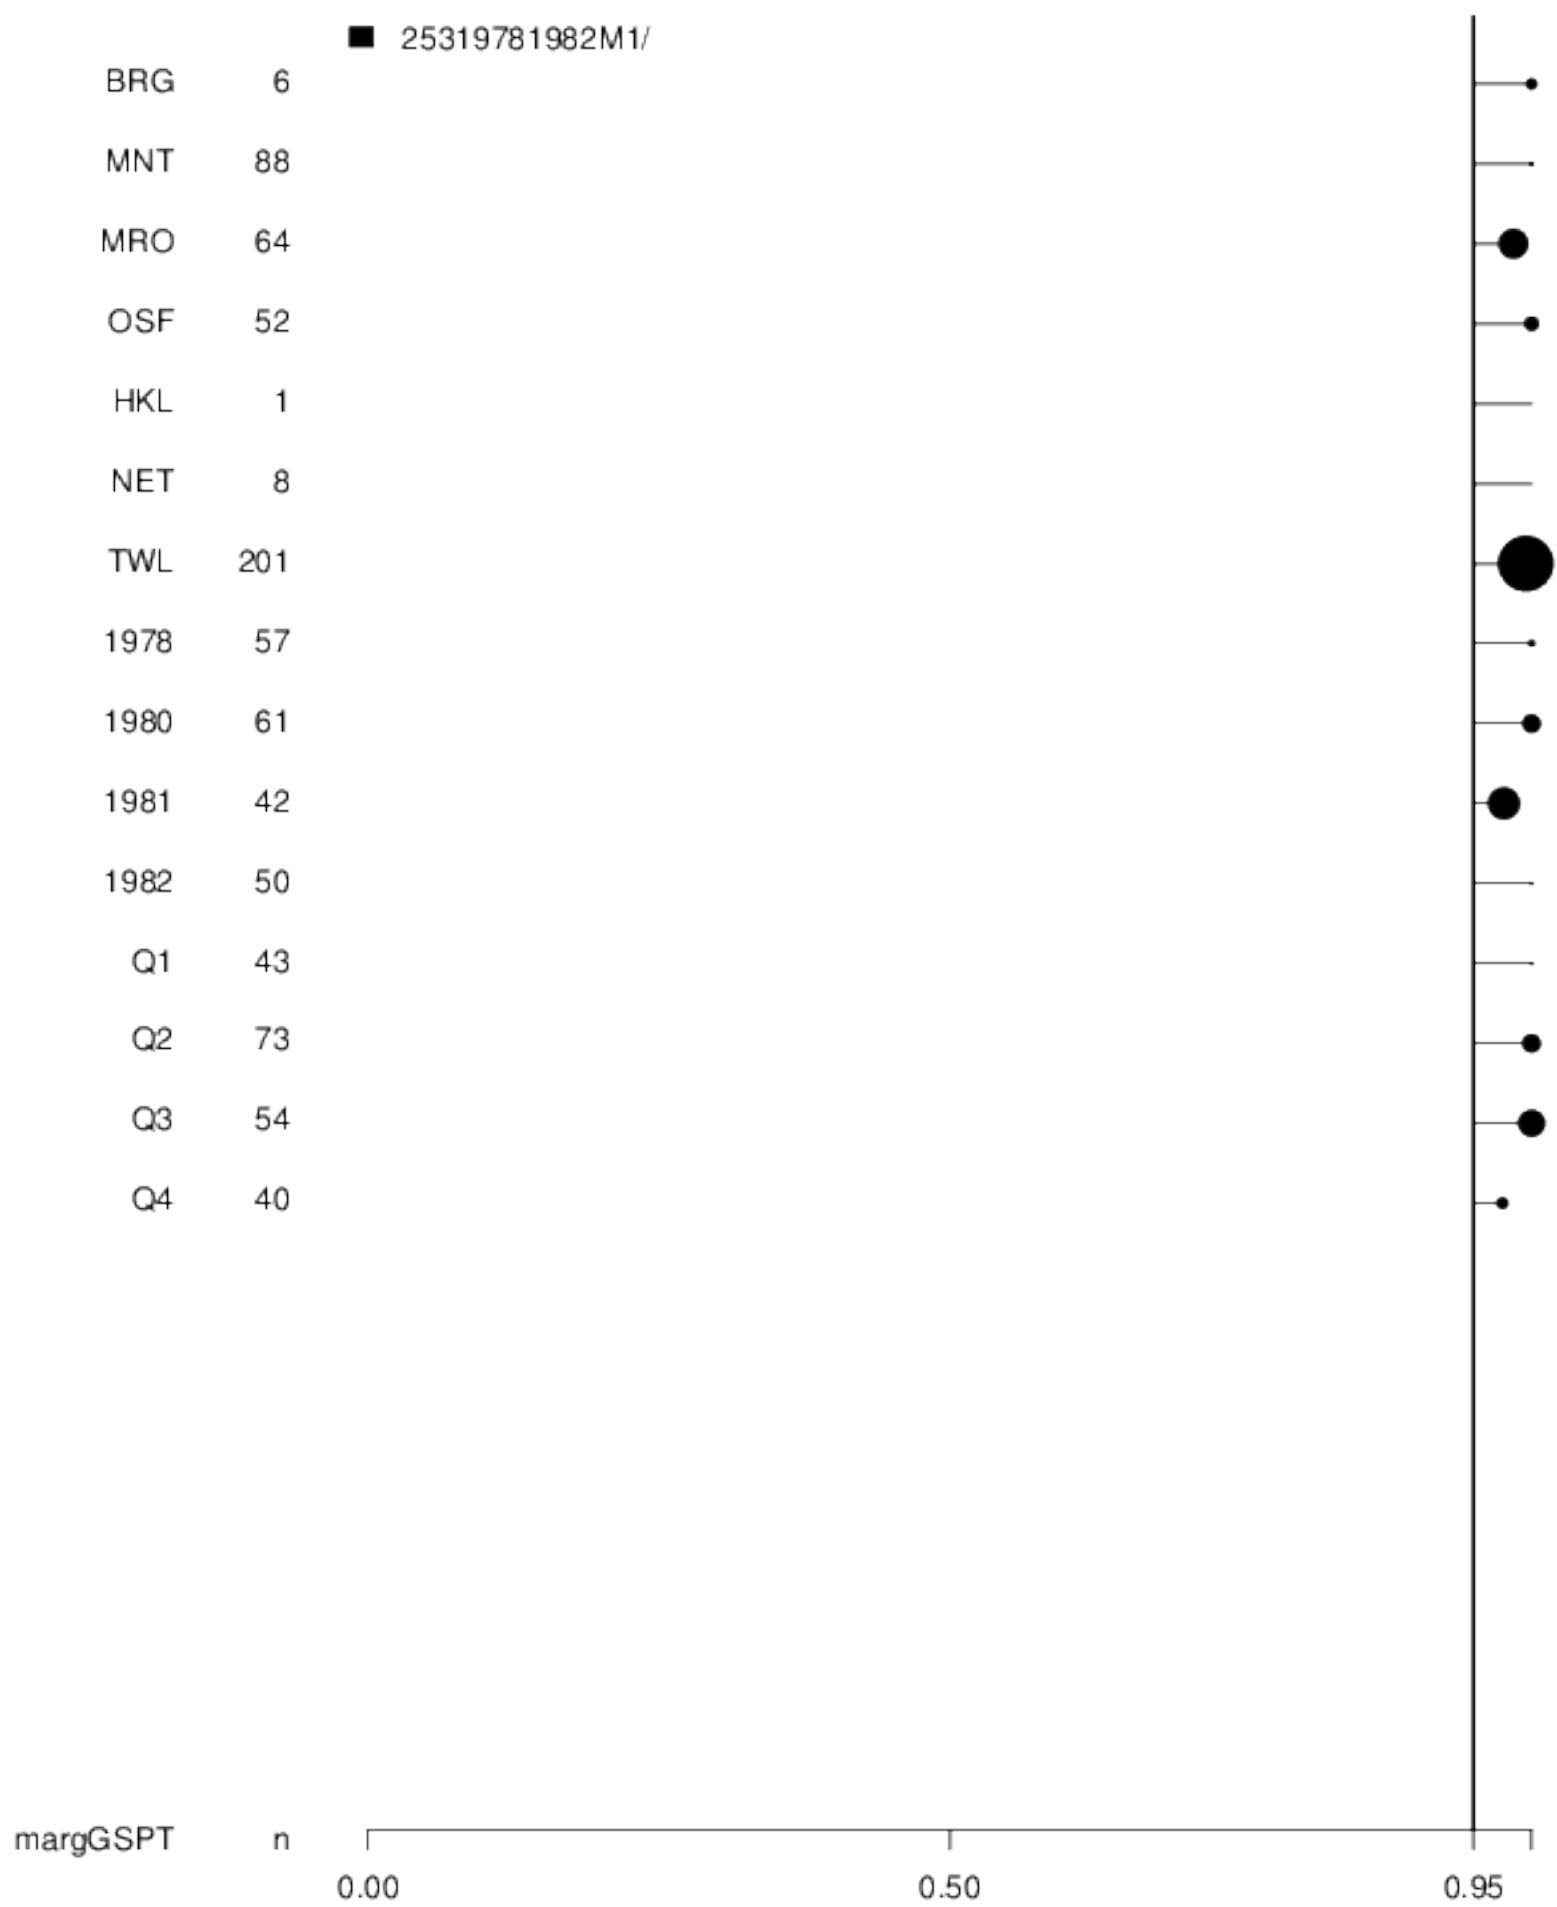 25319781982M1/
BRG 6
MNT 88
MRO 64
OSF 52
HKL 1
NET 8
TWL 201
1978 57
1980 61
1981 42
1982 50
Q1 43
Q2 73
Q3 54
Q4 40
margGSPT n
0.00 0.50 0.95